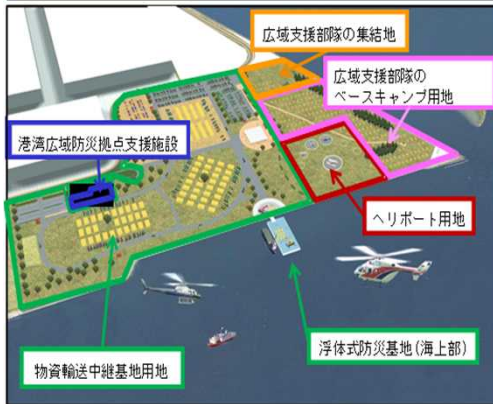 広域支援部隊の集結地
広域支援部隊の
ベースキャンプ用地
港湾広域防災拠点支援施設
ヘリポート用地
浮体式防災基地(海上部)
物資輸送中継基地用地